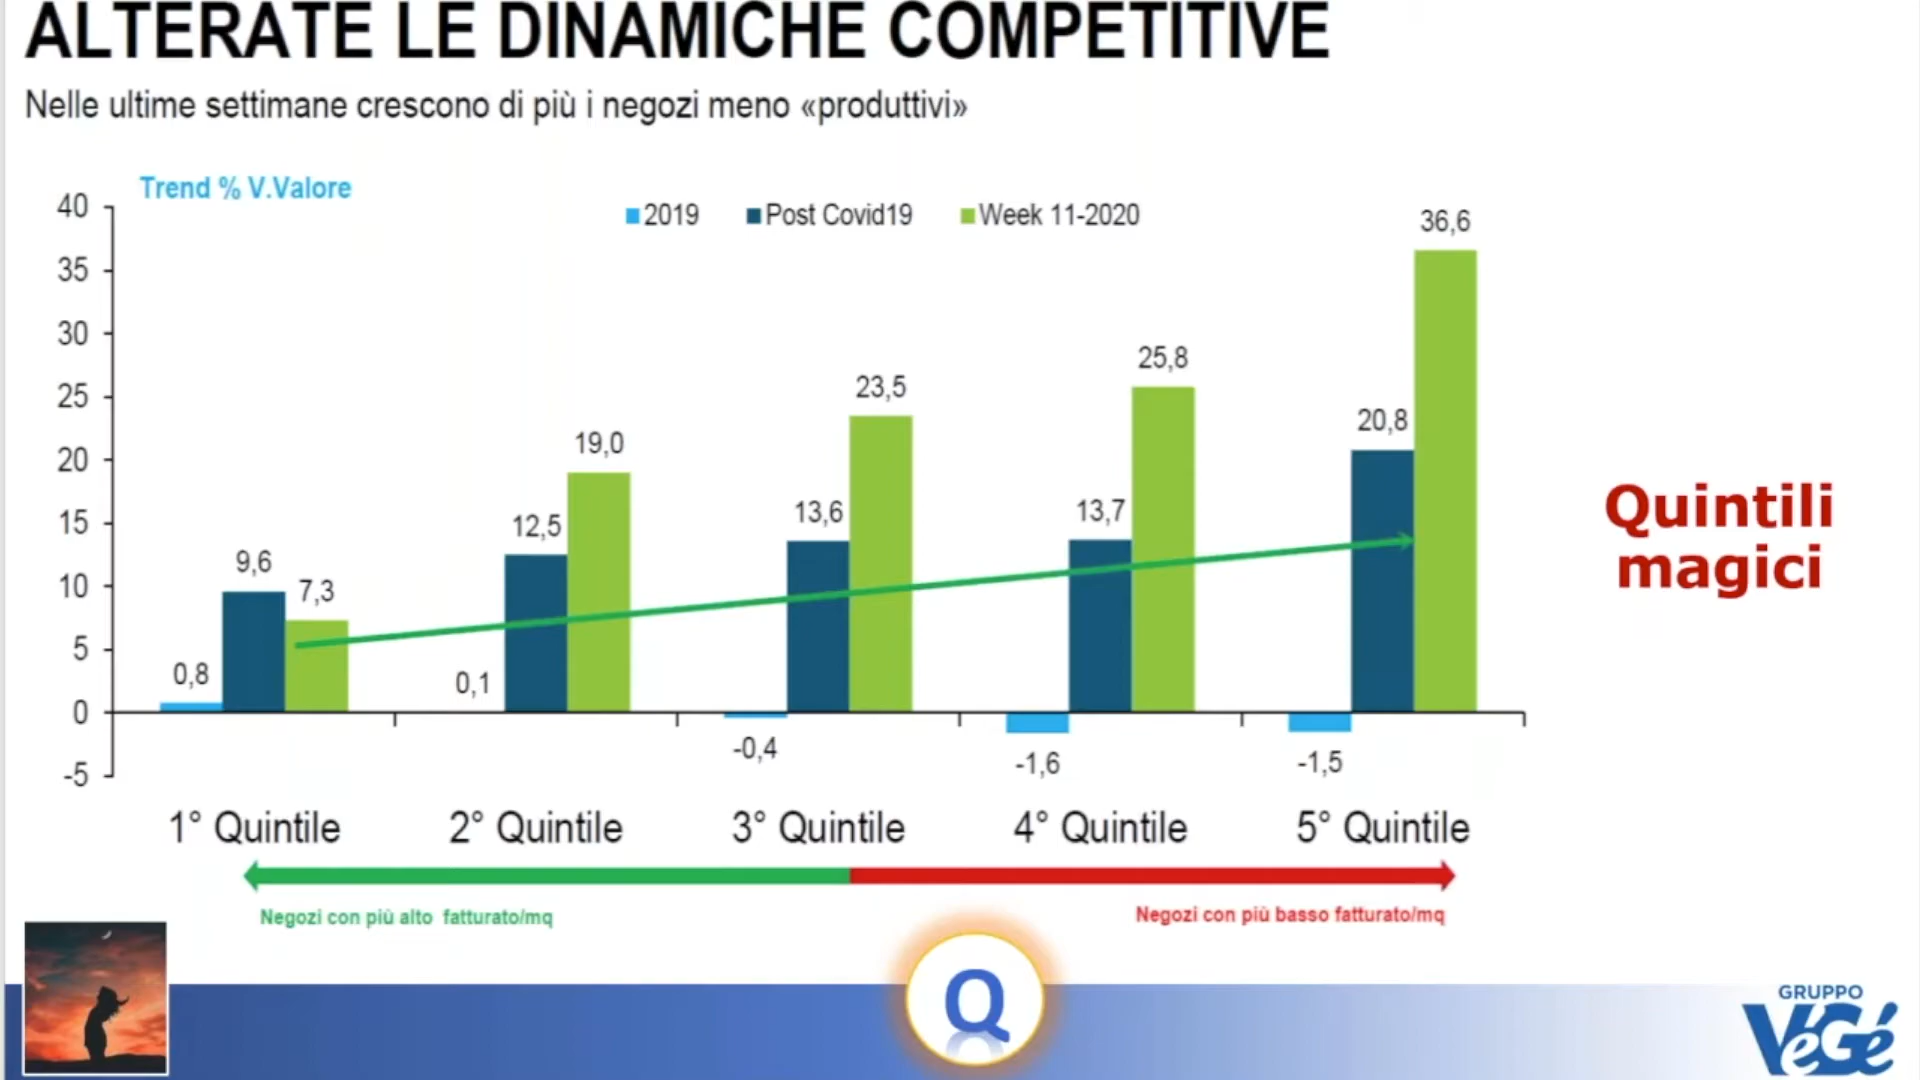 ALTERATE LE DINAMICHE COMPETITIVE
Nelle ultime settimane crescono di più i negozi meno «produttivi»
Trend % V.Valore
2019 Post Covid19 Week 11-2020
40
35
30
25
20
15
10
5
0
-5
0,8 9,6 7,3
0,1 12,5 19,0
-0,4 13,6 23,5
-1,6 13,7 25,8
-1,5 20,8 36,6
1° Quintile 2° Quintile 3° Quintile 4° Quintile 5° Quintile
Negozi con più alto fatturato/mq
Negozi con più basso fatturato/mq
Quintili
magici
Q
GRUPPO
VéGé